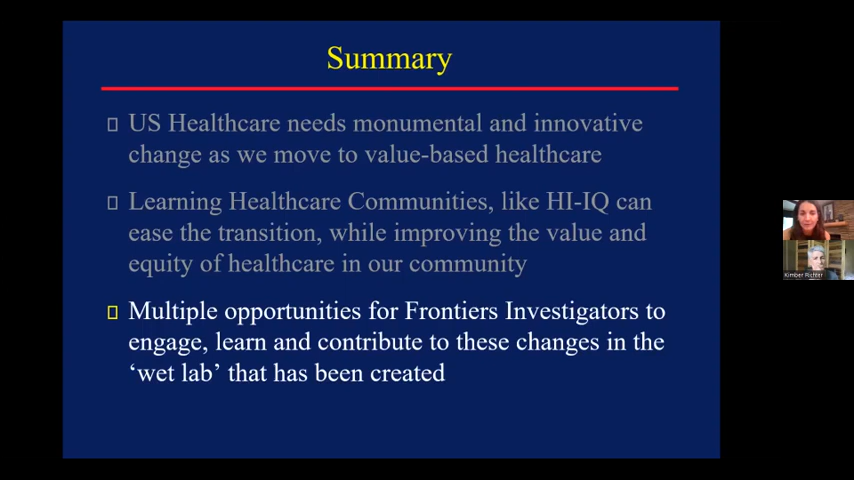 Summary
US Healthcare needs monumental and innovative
change as we move to value-based healthcare
Learning Healthcare Communities, like HI-IQ can
ease the transition, while improving the value and
equity of healthcare in our community
Multiple opportunities for Frontiers Investigators to
engage, learn and contribute to these changes in the
‘wet lab’ that has been created
Kimber Richter